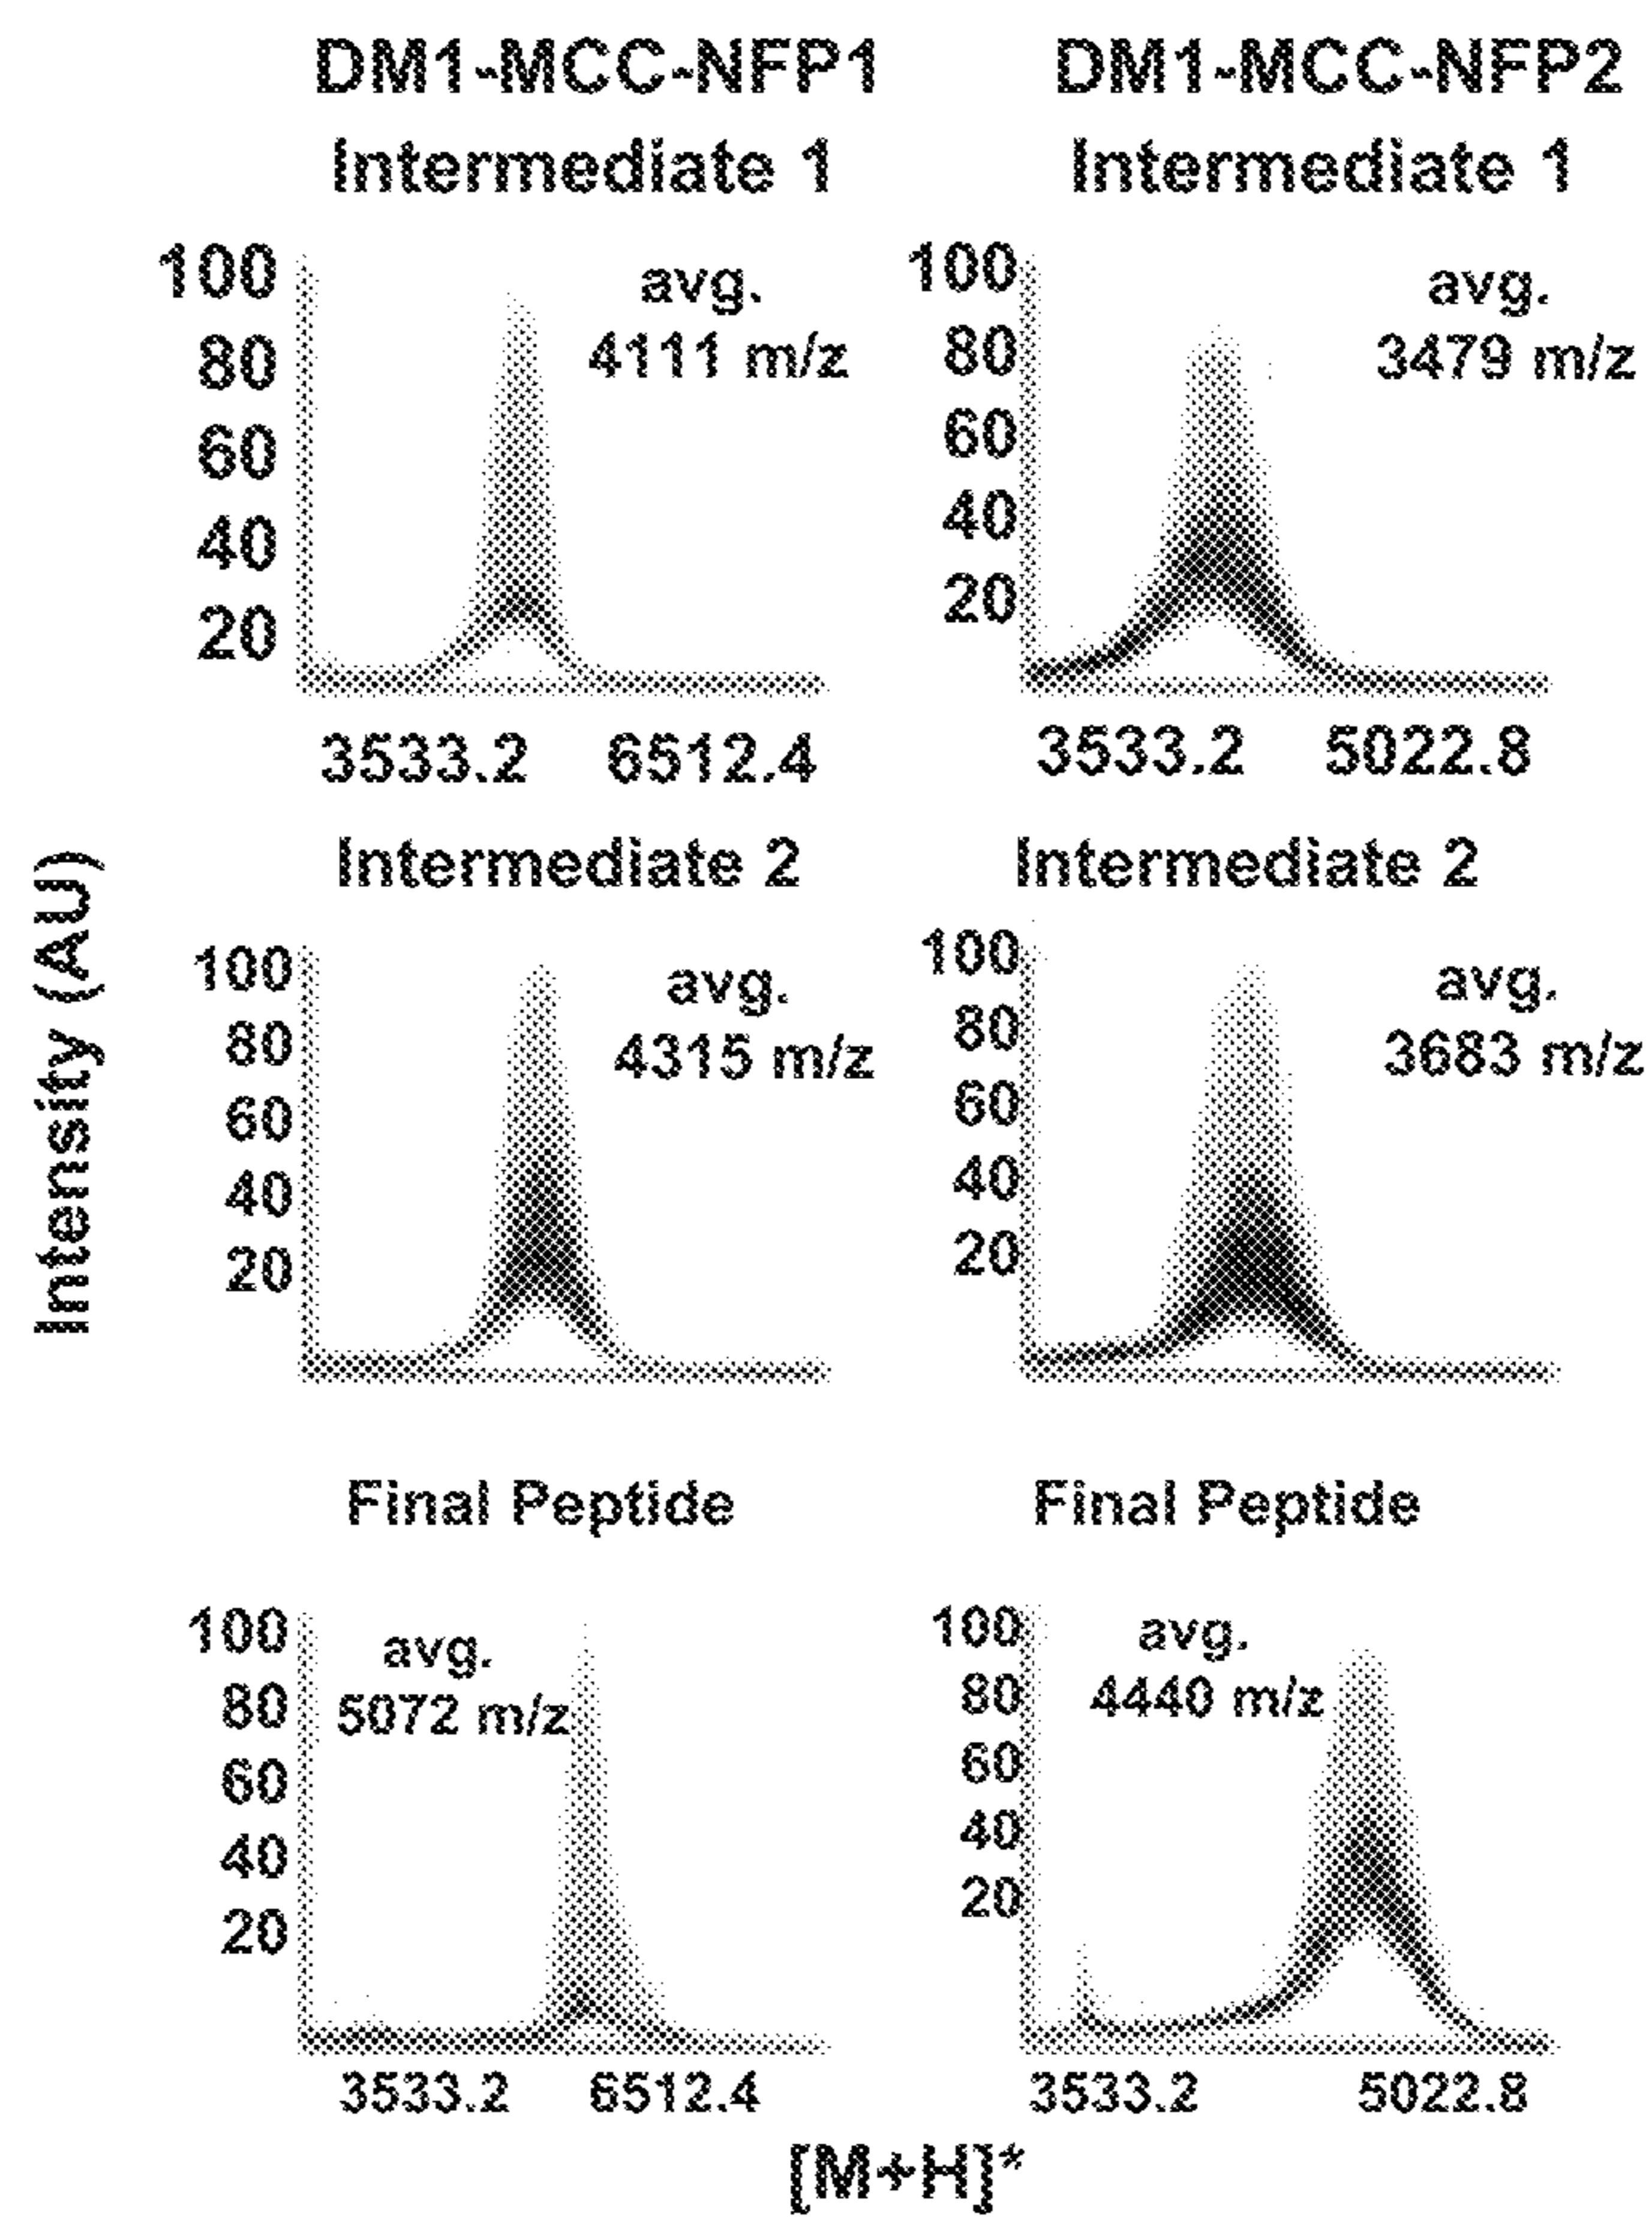 DM1-MCC-NFP1 DM1-MCC-NFP2
Intermediate 1 Intermediate 1
100 100
avg. avg.
80 4111 m/z 80 3479 m/z
60 60
40 40
20 20
3533.2 6512.4 3533.2 5022.8
Intensity (AU)
Intermediate 2 Intermediate 2
100 100
avg. avg.
80 4315 m/z 80 3683 m/z
60 60
40 40
20 20
Final Peptide Final Peptide
100 avg. 100 avg.
80 5072 m/z 80 4440 m/z
60 60
40 40
20 20
3533.2 6512.4 3533.2 5022.8
[M+H]*